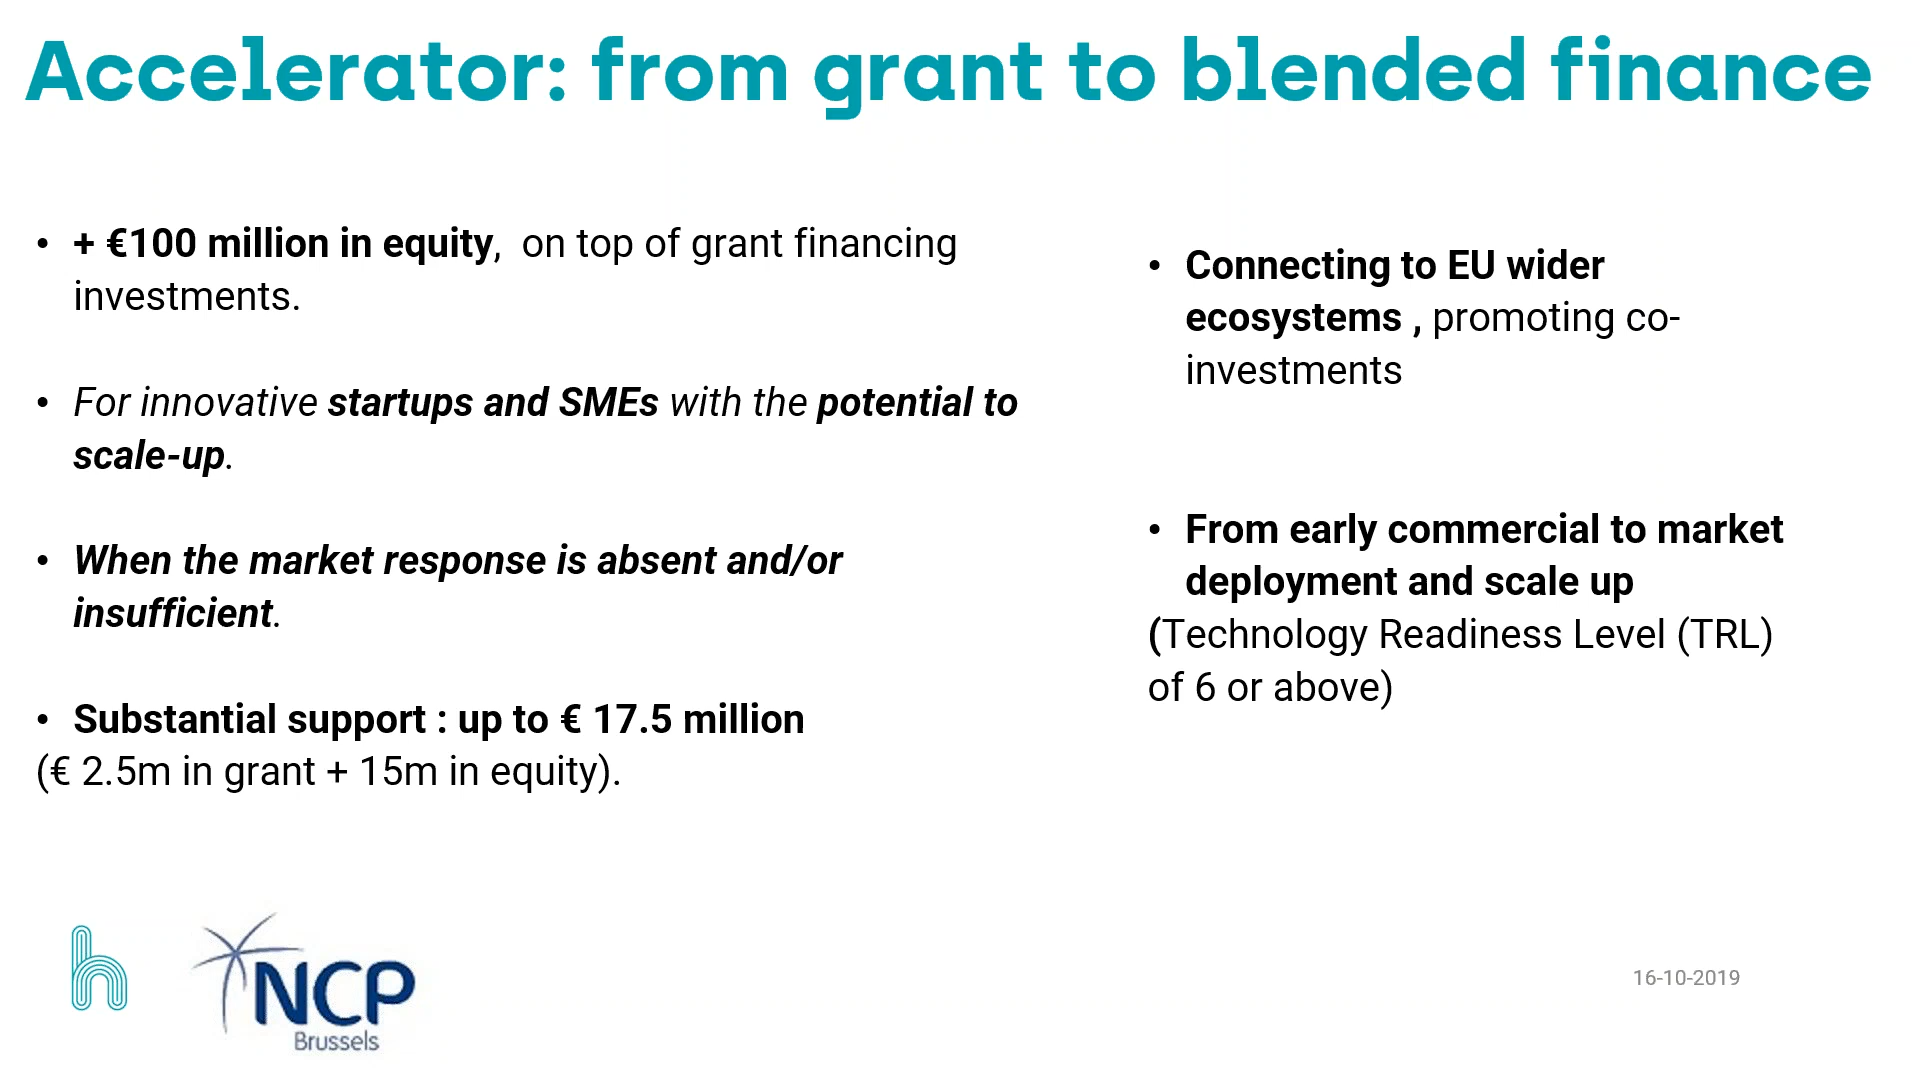 Accelerator: from grant to blended finance
• + €100 million in equity, on top of grant financing
investments.
• For innovative startups and SMEs with the potential to
scale-up.
• When the market response is absent and/or
insufficient.
• Substantial support : up to € 17.5 million
(€ 2.5m in grant + 15m in equity).
• Connecting to EU wider
ecosystems , promoting co-
investments
• From early commercial to market
deployment and scale up
(Technology Readiness Level (TRL)
of 6 or above)
h
NCP
Brussels
16-10-2019